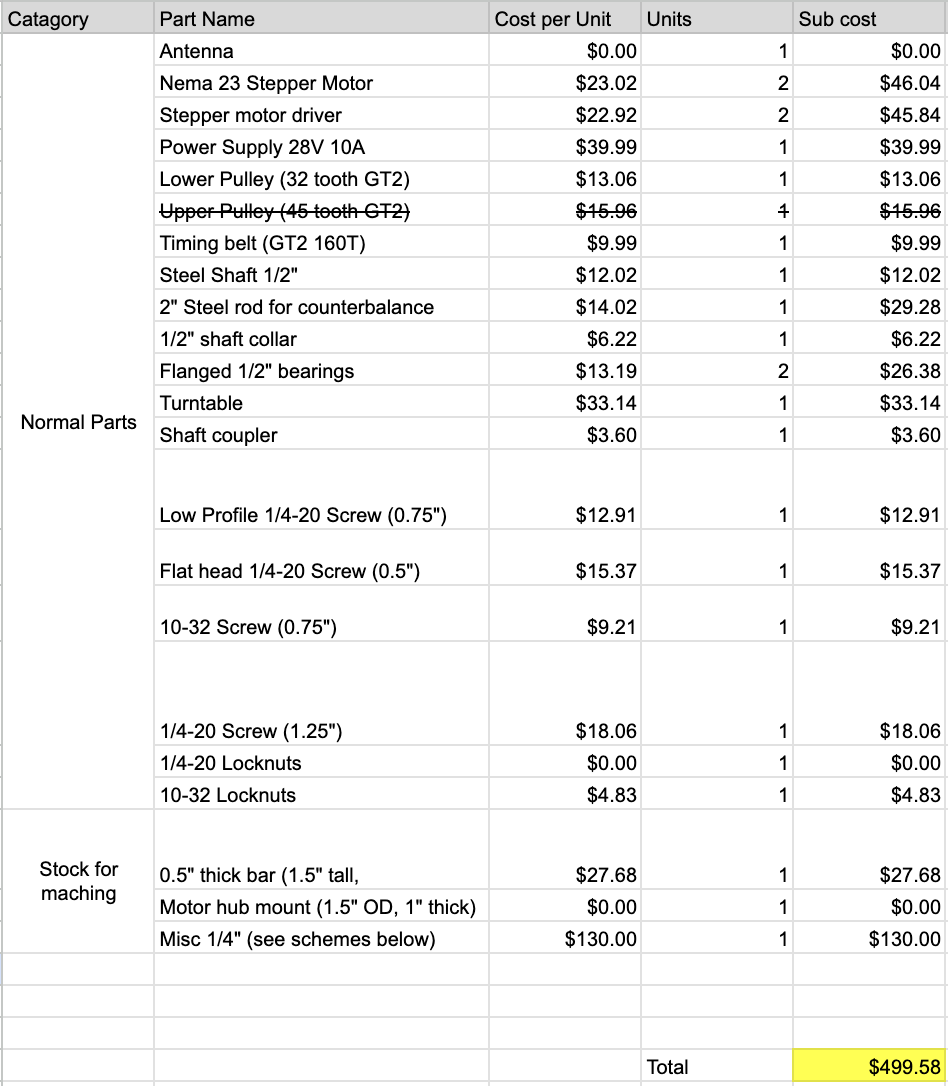 Catagory Part Name Cost per Unit Units Sub cost
Antenna $0.00 1 $0.00
Nema 23 Stepper Motor $23.02 2 $46.04
Stepper motor driver $22.92 2 $45.84
Power Supply 28V 10A $39.99 1 $39.99
Lower Pulley (32 tooth GT2) $13.06 1 $13.06
Upper Pulley (45 tooth GT2) $15.96 1 $15.96
Timing belt (GT2 160T) $9.99 1 $9.99
Steel Shaft 1/2" $12.02 1 $12.02
2" Steel rod for counterbalance $14.02 1 $29.28
1/2" shaft collar $6.22 1 $6.22
Flanged 1/2" bearings $13.19 2 $26.38
Turntable $33.14 1 $33.14
Normal Parts
Shaft coupler $3.60 1 $3.60
Low Profile 1/4-20 Screw (0.75") $12.91 1 $12.91
Flat head 1/4-20 Screw (0.5") $15.37 1 $15.37
10-32 Screw (0.75") $9.21 1 $9.21
1/4-20 Screw (1.25") $18.06 1 $18.06
1/4-20 Locknuts $0.00 1 $0.00
10-32 Locknuts $4.83 1 $4.83
Stock for
maching
0.5" thick bar (1.5" tall, $27.68 1 $27.68
Motor hub mount (1.5" OD, 1" thick) $0.00 1 $0.00
Misc 1/4" (see schemes below) $130.00 1 $130.00
Total $499.58